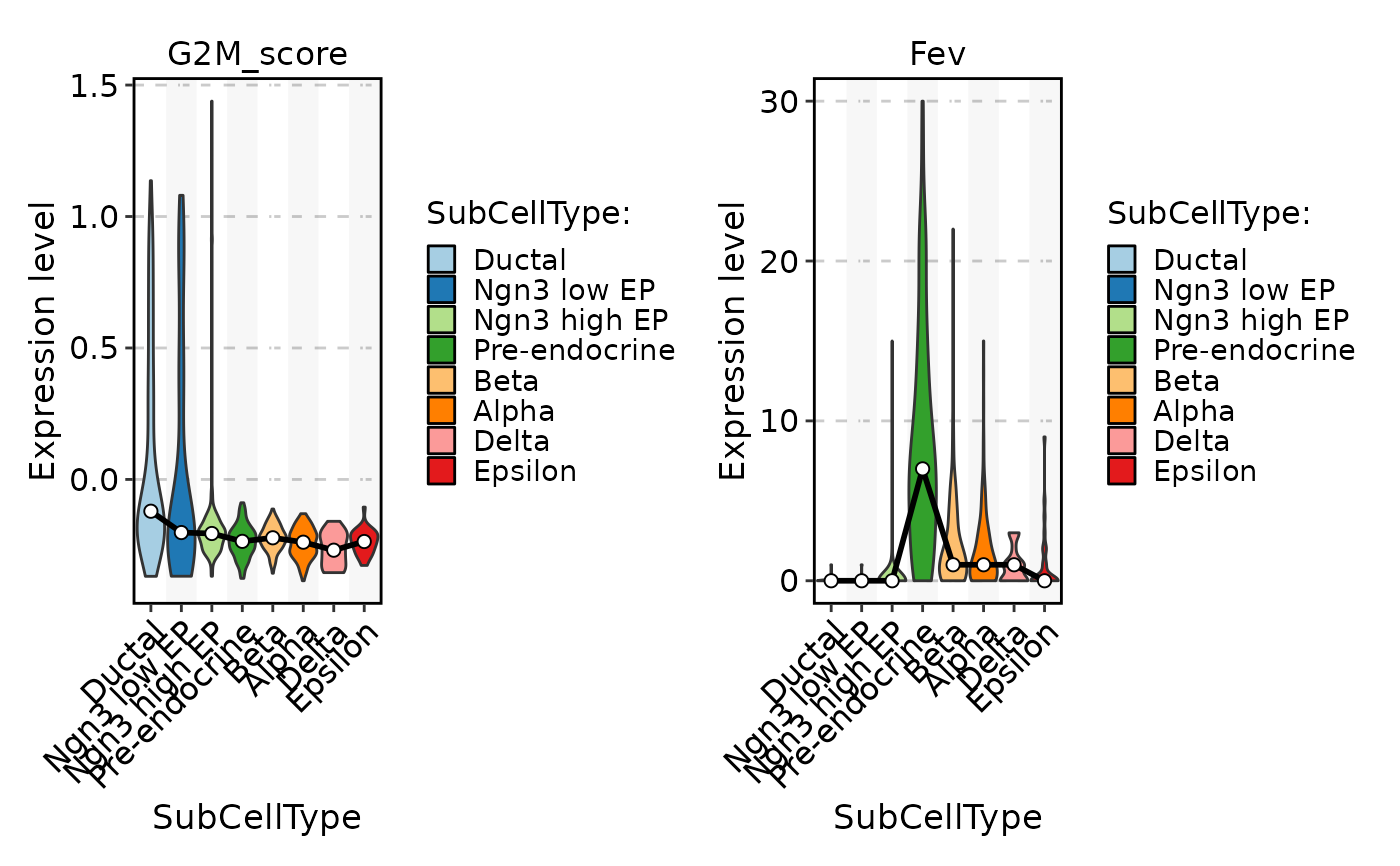 G2M_score
Expression level
1.5
1.0
0.5
0.0
Ductal
Ngn3 low EP
Ngn3 high EP
Pre-endocrine
Beta
Alpha
Delta
Epsilon
SubCellType
SubCellType:
Ductal
Ngn3 low EP
Ngn3 high EP
Pre-endocrine
Beta
Alpha
Delta
Epsilon
Fev
Expression level
30
20
10
0
Ductal
Ngn3 low EP
Ngn3 high EP
Pre-endocrine
Beta
Alpha
Delta
Epsilon
SubCellType
SubCellType:
Ductal
Ngn3 low EP
Ngn3 high EP
Pre-endocrine
Beta
Alpha
Delta
Epsilon